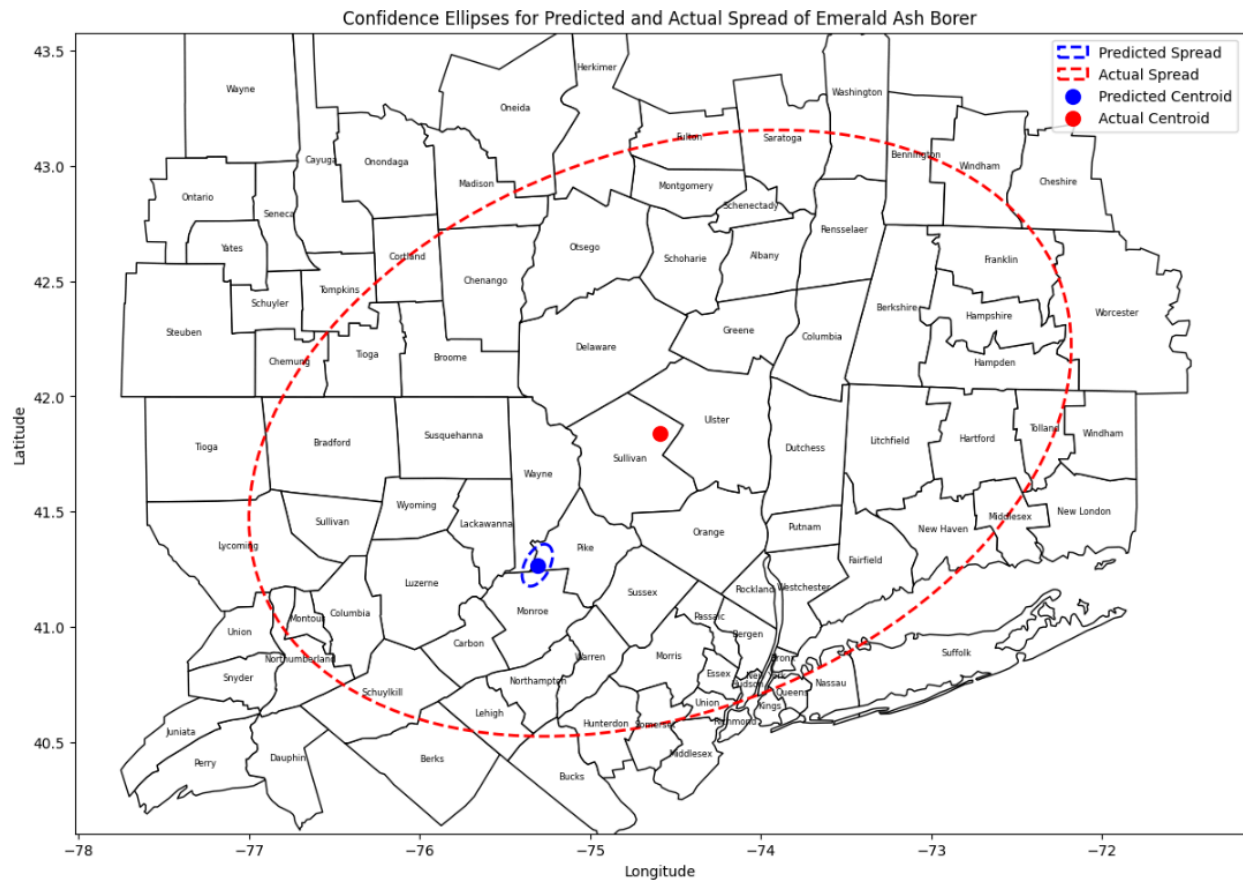 Confidence Ellipses for Predicted and Actual Spread of Emerald Ash Borer
Predicted Spread
Actual Spread
Predicted Centroid
Actual Centroid
43.5
43.0
42.5
42.0
41.5
41.0
40.5
Latitude
Herkimer
Wayne
Washington
Oneida
Fulton
Saratoga
Cayuga
Onondaga
Bennington
Windham
Madison
Cheshire
Montgomery
Ontario
Schenectady
Seneca
Rensselaer
Otsego
Yates
Cortland
Schoharie
Albany
Franklin
Chenango
Tompkins
Schuyler
Berkshire
Worcester
Hampshire
Steuben
Greene
Columbia
Delaware
Tioga
Broome
Chemung
Hampden
Ulster
Susquehanna
Tolland
Windham
Bradford
Tioga
Dutchess
Litchfield
Hartford
Sullivan
Wayne
Wyoming
Sullivan
Lackawanna
Middlesex
New London
Putnam
New Haven
Orange
Lycoming
Pike
Fairfield
Luzerne
Westchester
Rockland
Sussex
Monroe
Columbia
Montour
Passaic
Union
Bergen
Carbon
Suffolk
Warren
Morris
Bronx
Northumberland
Essex
New York
Snyder
Northampton
Hudson
Nassau
Queens
Schuylkill
Union
Kings
Lehigh
Hunterdon
Somerset
Richmond
Juniata
Middlesex
Dauphin
Berks
Perry
Bucks
−78
−77
−76
−75
−74
−73
−72
Longitude